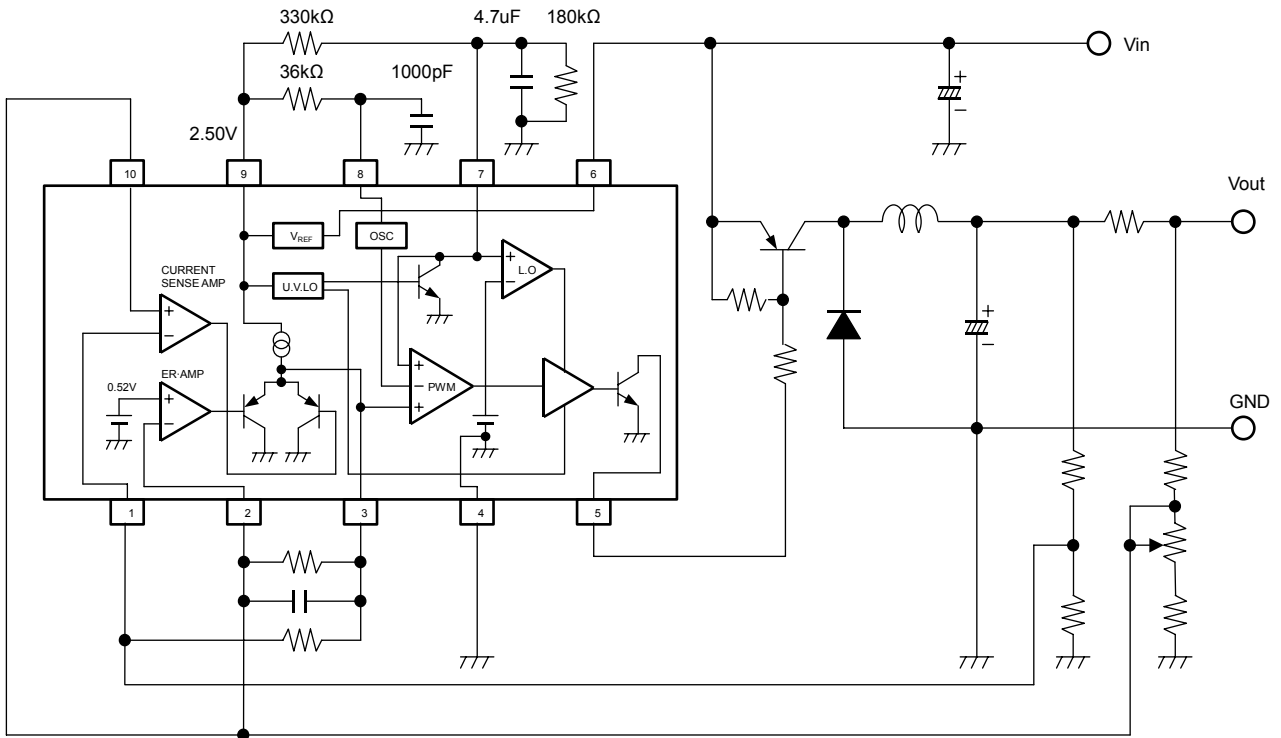 330kΩ
4.7uF
180kΩ
Vin
36kΩ
1000pF
+
−
2.50V
10
9
8
7
6
Vout
VREF
OSC
CURRENT
SENSE AMP
U.V.LO
+
L.O
−
+
−
+
−
PWM
+
0.52V
ER·AMP
+
−
+
−
GND
1
2
3
4
5